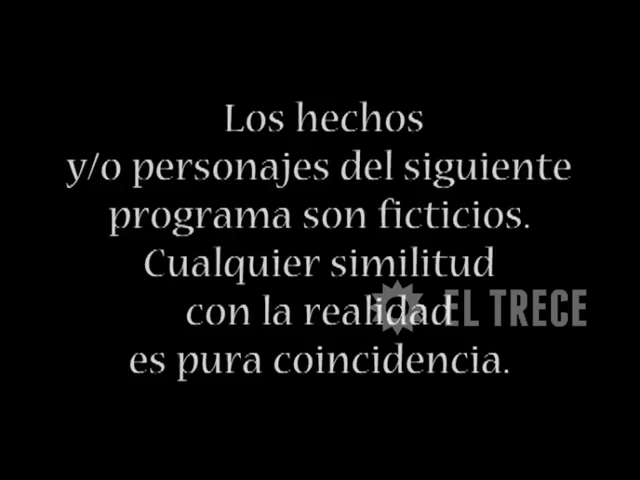 Los hechos
y/o personajes del siguiente
programa son ficticios.
Cualquier similitud
con la realidad
EL TRECE
es pura coincidencia.